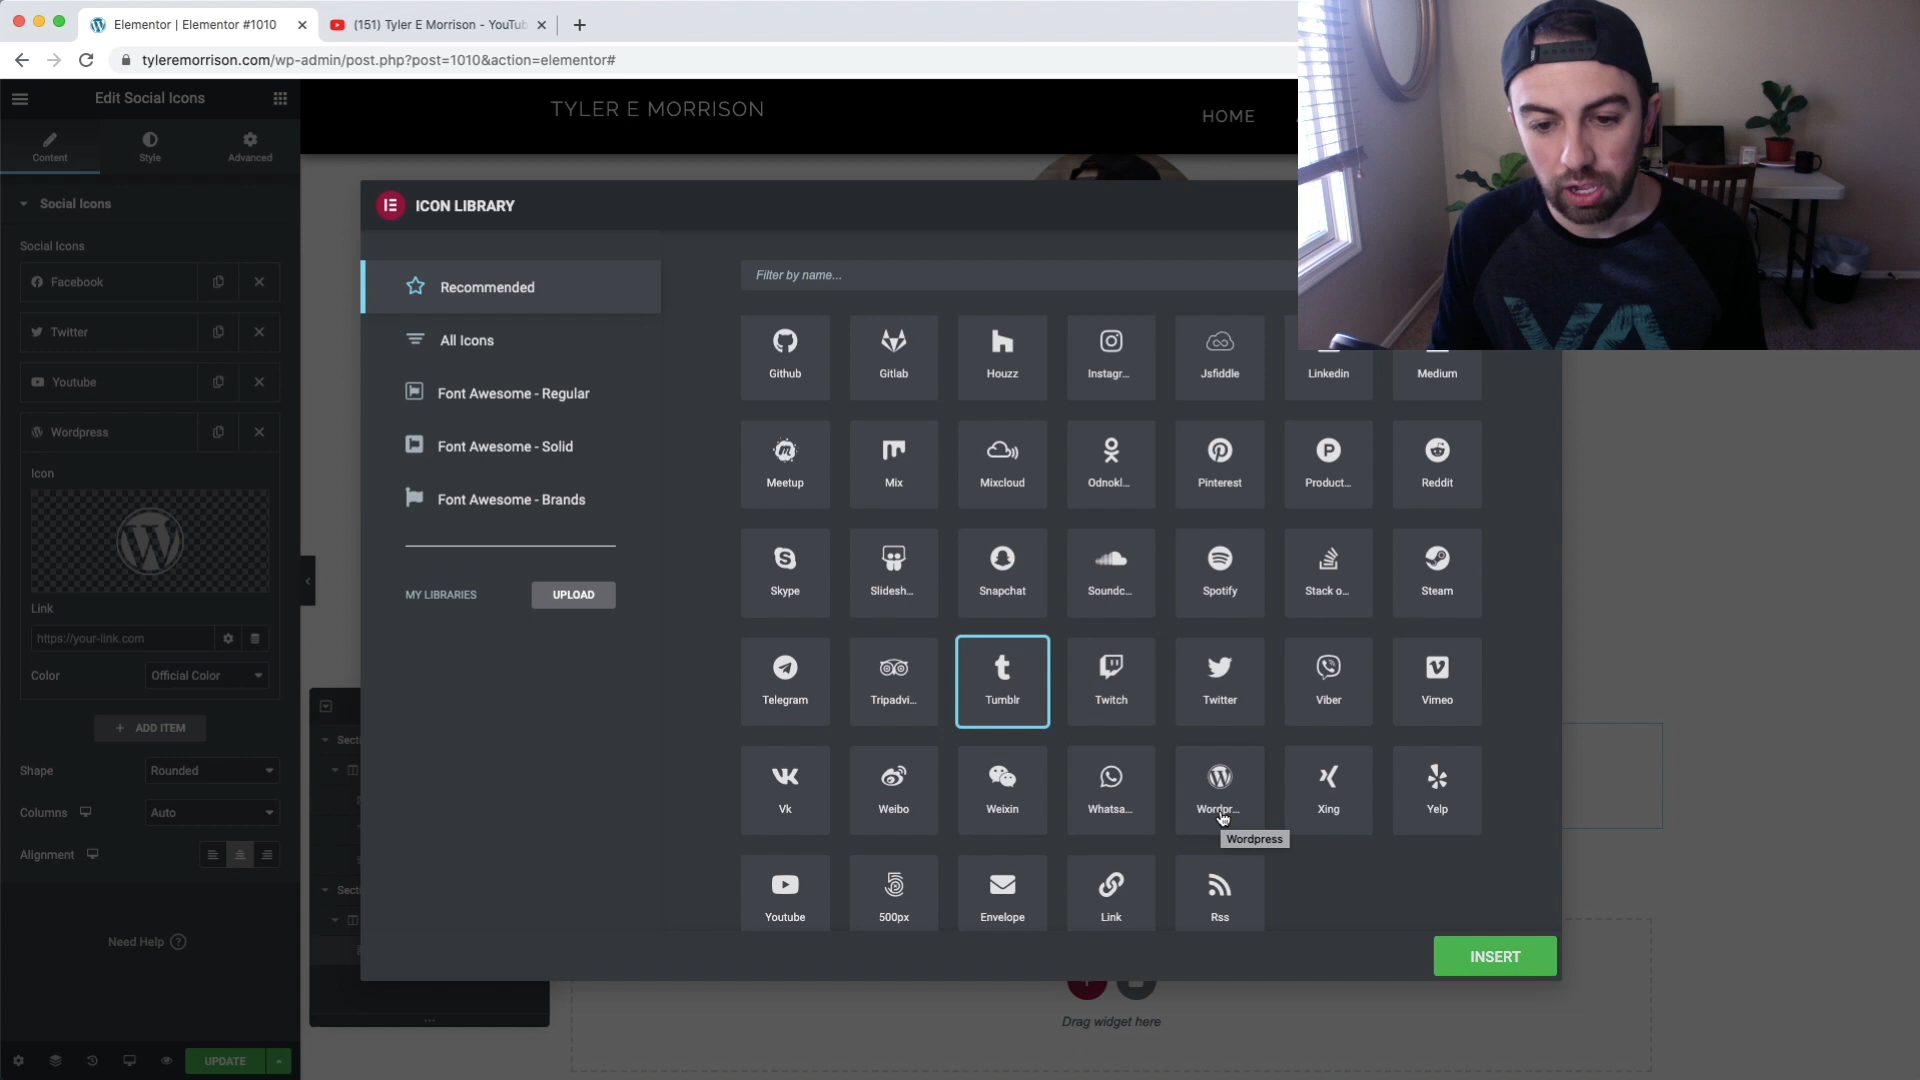 Elementor | Elementor #1010
(151) Tyler E Morrison - YouTub
tyleremorrison.com/wp-admin/post.php?post=1010&action=elementor#
Edit Social Icons
Content
Style
Advanced
Social Icons
Social Icons
Facebook
Twitter
Youtube
Wordpress
Icon
Link
https://your-link.com
Color
Official Color
+ ADD ITEM
Shape
Rounded
Columns
Auto
Alignment
Need Help ?
UPDATE
TYLER E MORRISON
HOME
ICON LIBRARY
Recommended
All Icons
Font Awesome - Regular
Font Awesome - Solid
Font Awesome - Brands
MY LIBRARIES
UPLOAD
Filter by name...
Github
Gitlab
Houzz
Instagr...
Jsfiddle
Linkedin
Medium
Meetup
Mix
Mixcloud
Odnokl...
Pinterest
Product...
Reddit
Skype
Slidesh...
Snapchat
Soundc...
Spotify
Stack o...
Steam
Telegram
Tripadvi...
Tumblr
Twitch
Twitter
Viber
Vimeo
Vk
Weibo
Weixin
Whatsa...
Wordpr...
Xing
Yelp
Wordpress
Youtube
500px
Envelope
Link
Rss
INSERT
Secti
Secti
Drag widget here